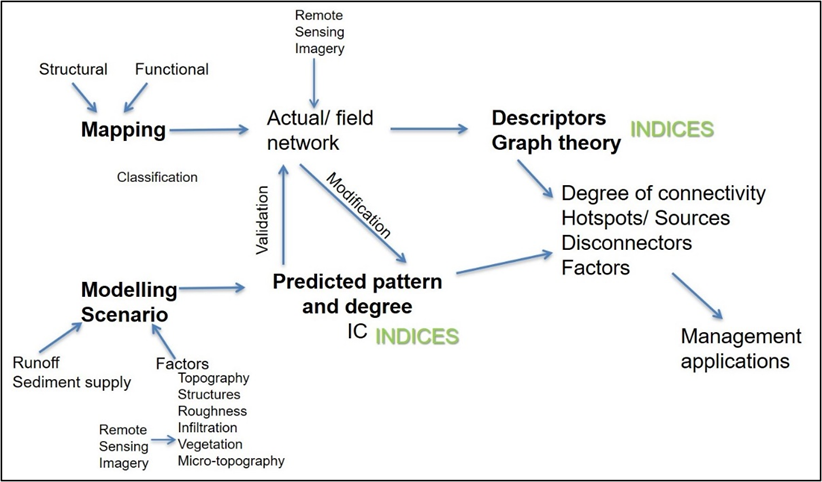 Remote
Sensing
Imagery
Structural
Functional
Mapping
Actual/ field
network
Descriptors
Graph theory
INDICES
Classification
Validation
Modification
Degree of connectivity
Hotspots/ Sources
Disconnectors
Factors
Modelling
Scenario
Predicted pattern
and degree
IC INDICES
Management
applications
Runoff
Sediment supply
Factors
Topography
Structures
Roughness
Infiltration
Vegetation
Micro-topography
Remote
Sensing
Imagery